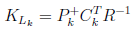 $K_{L_k} = P_k^+ C_k^T R^{-1}$